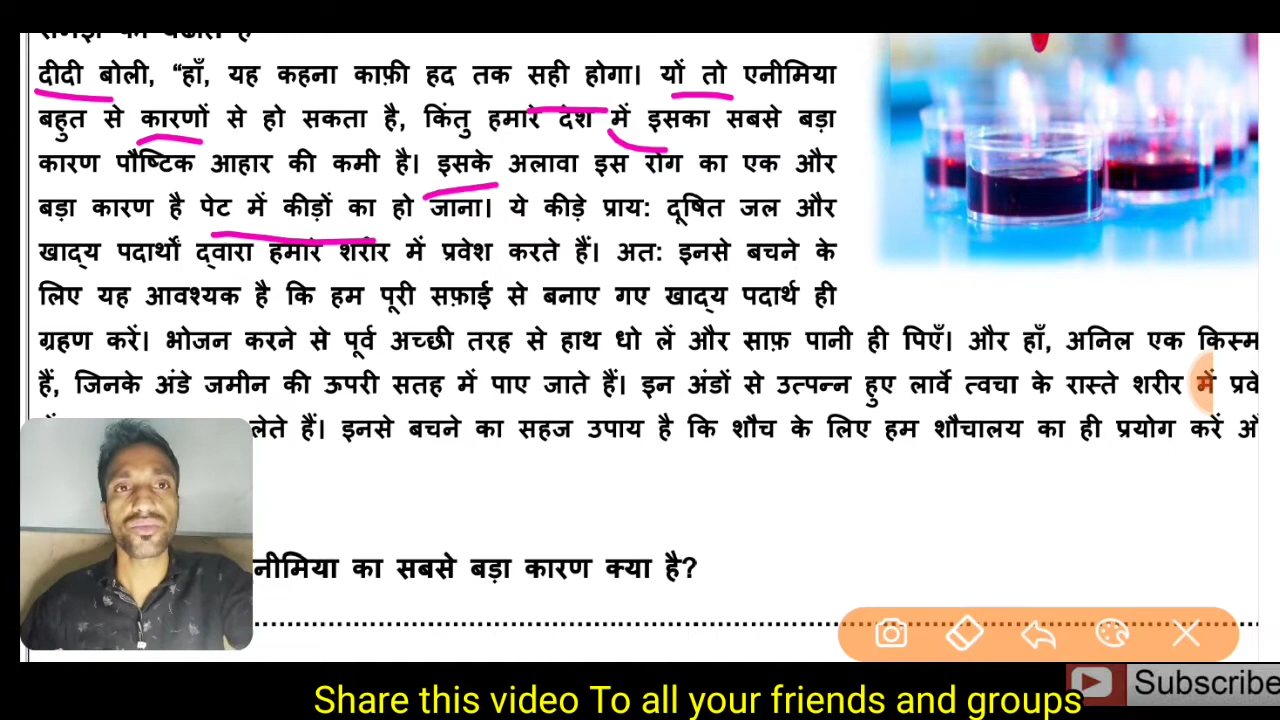 दीदी बोली, “हाँ, यह कहना काफ़ी हद तक सही होगा। यों तो एनीमिया
बहुत से कारणों से हो सकता है, किंतु हमारे देश में इसका सबसे बड़ा
कारण पौष्टिक आहार की कमी है। इसके अलावा इस रोग का एक और
बड़ा कारण है पेट में कीड़ों का हो जाना। ये कीड़े प्राय: दूषित जल और
खाद्य पदार्थों द्वारा हमारे शरीर में प्रवेश करते हैं। अत: इनसे बचने के
लिए यह आवश्यक है कि हम पूरी सफ़ाई से बनाए गए खाद्य पदार्थ ही
ग्रहण करें। भोजन करने से पूर्व अच्छी तरह से हाथ धो लें और साफ़ पानी ही पिएँ। और हाँ, अनिल एक किस्म
हैं, जिनके अंडे जमीन की ऊपरी सतह में पाए जाते हैं। इन अंडों से उत्पन्न हुए लार्वे त्वचा के रास्ते शरीर में प्रवे
लेते हैं। इनसे बचने का सहज उपाय है कि शौच के लिए हम शौचालय का ही प्रयोग करें
नीमिया का सबसे बड़ा कारण क्या है?
Subscribe
Share this video To all your friends and groups